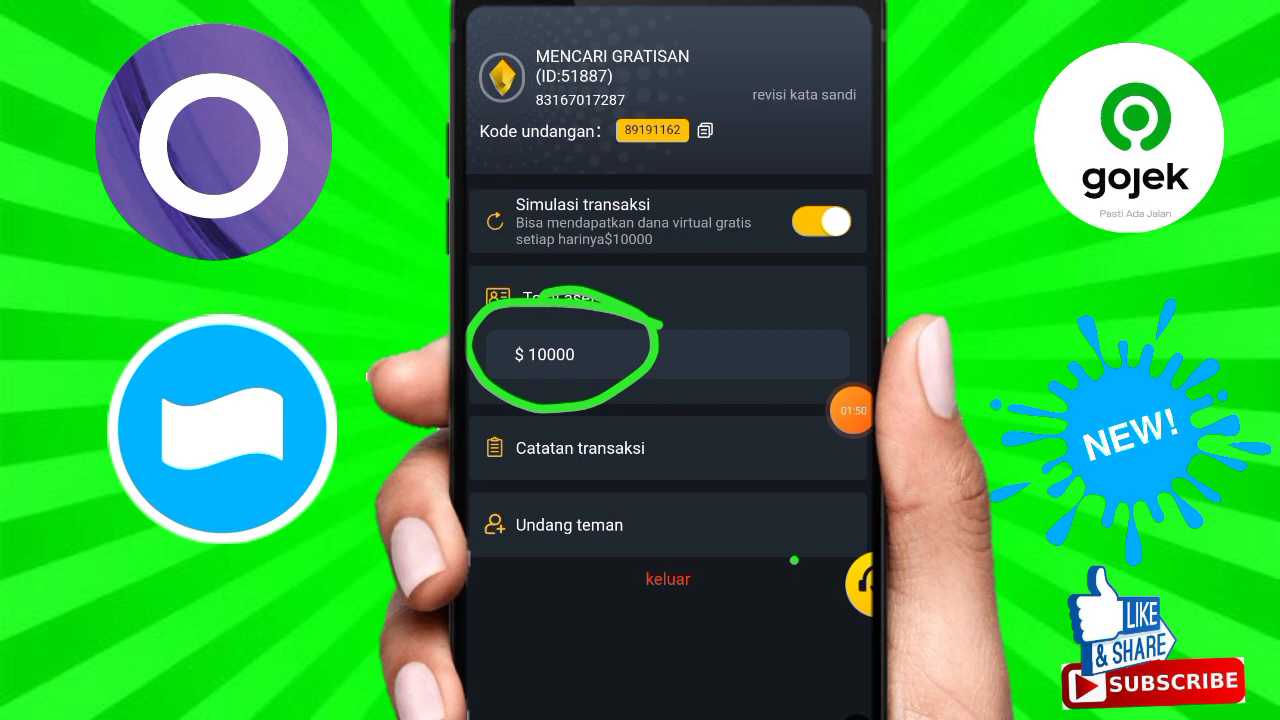 MENCARI GRATISAN
(ID:51887)
83167017287
revisi kata sandi
Kode undangan:
89191162
Simulasi transaksi
Bisa mendapatkan dana virtual gratis
setiap harinya$10000
$ 10000
01:50
Catatan transaksi
Undang teman
keluar
gojek
Pasti Ada Jalan
NEW!
LIKE
& SHARE
SUBSCRIBE